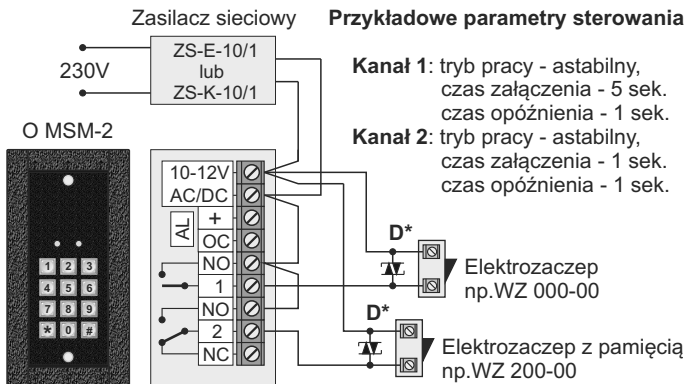 Zasilacz sieciowy
Przykładowe parametry sterowania
ZS-E-10/1
lub
ZS-K-10/1
230V
Kanał 1: tryb pracy - astabilny,
czas załączenia - 5 sek.
czas opóźnienia - 1 sek.
Kanał 2: tryb pracy - astabilny,
czas załączenia - 1 sek.
czas opóźnienia - 1 sek.
O MSM-2
1 2 3
4 5 6
7 8 9
* 0 #
10-12V
AC/DC
AL
+
OC
NO
1
NO
2
NC
D*
Elektrozaczep
np.WZ 000-00
D*
Elektrozaczep z pamięcią
np.WZ 200-00